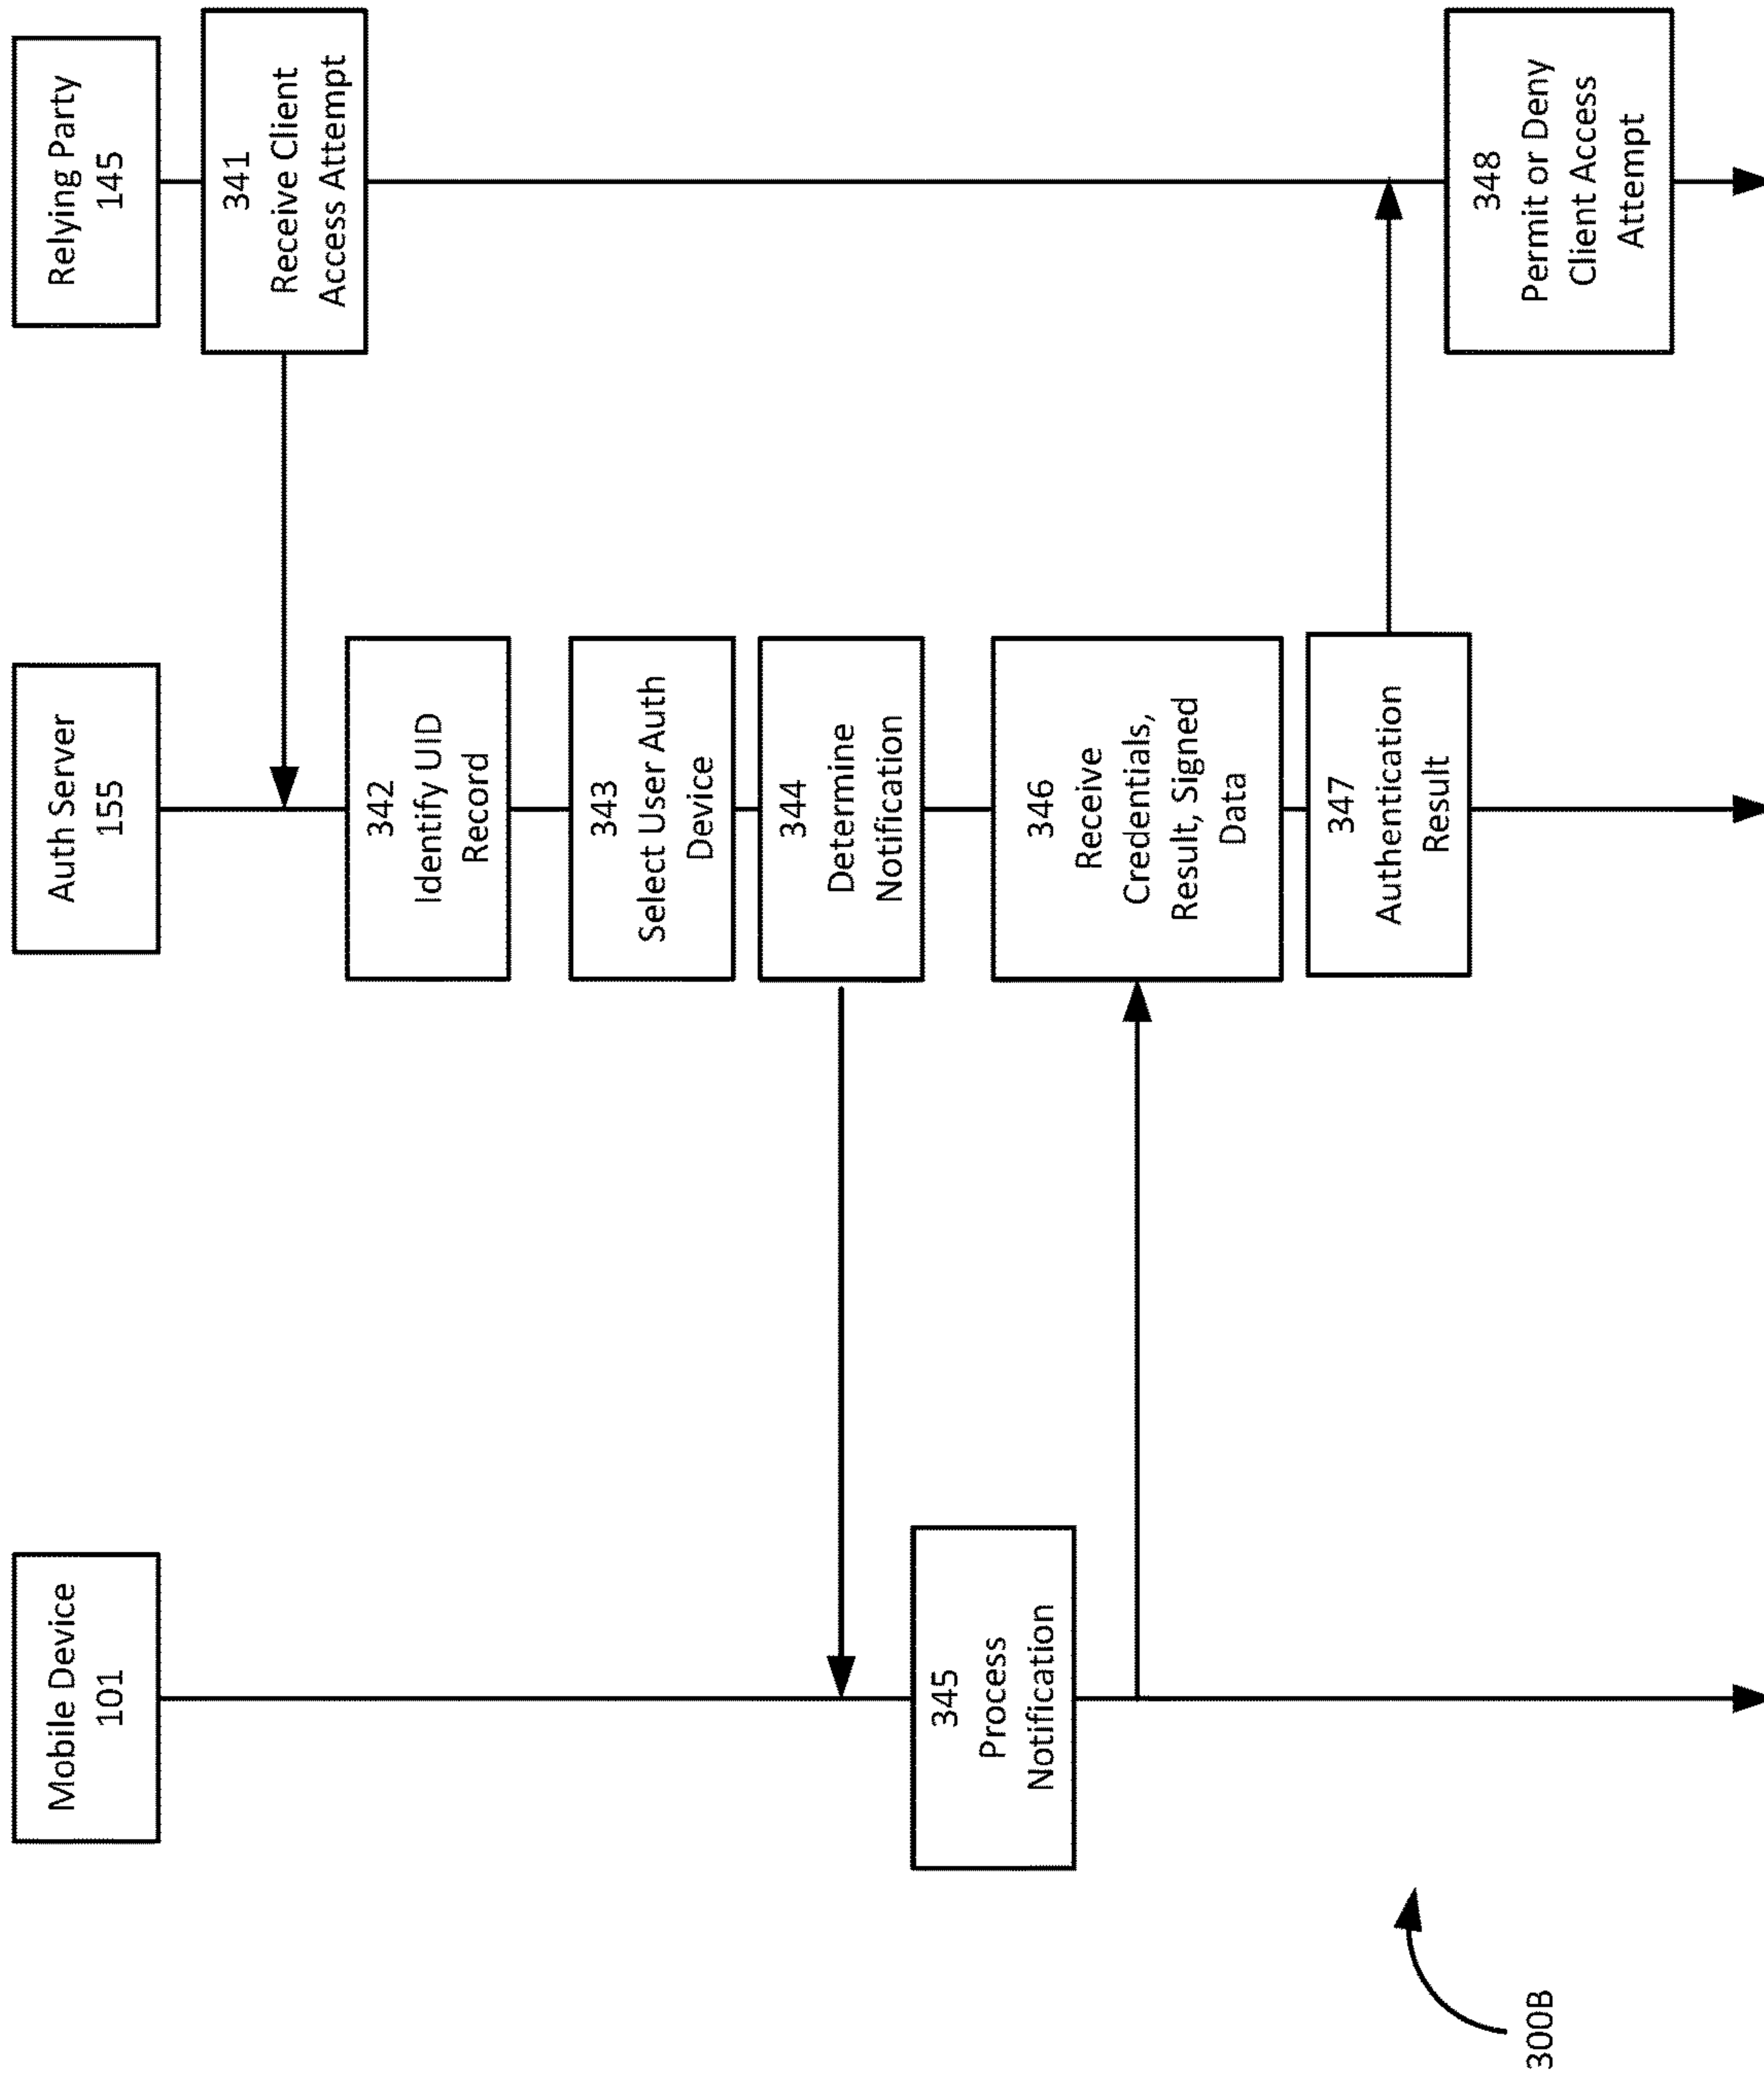 Mobile Device
101
Auth Server
155
Relying Party
145
341
Receive Client
Access Attempt
342
Identify UID
Record
343
Select User Auth
Device
344
Determine
Notification
345
Process
Notification
346
Receive
Credentials,
Result, Signed
Data
347
Authentication
Result
348
Permit or Deny
Client Access
Attempt
300B